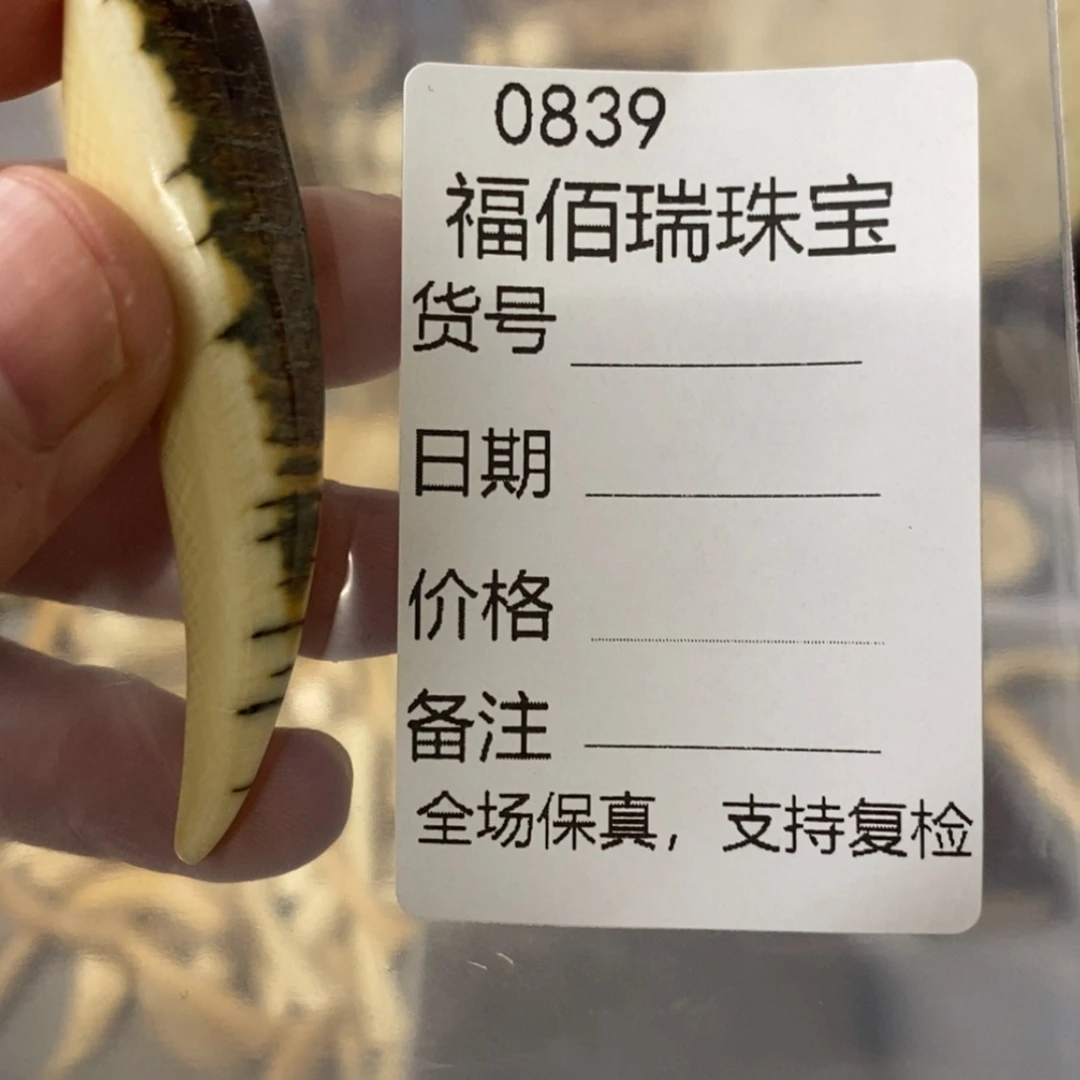 0839
福佰瑞珠宝
货号
日期
价格
备注
全场保真，支持复检